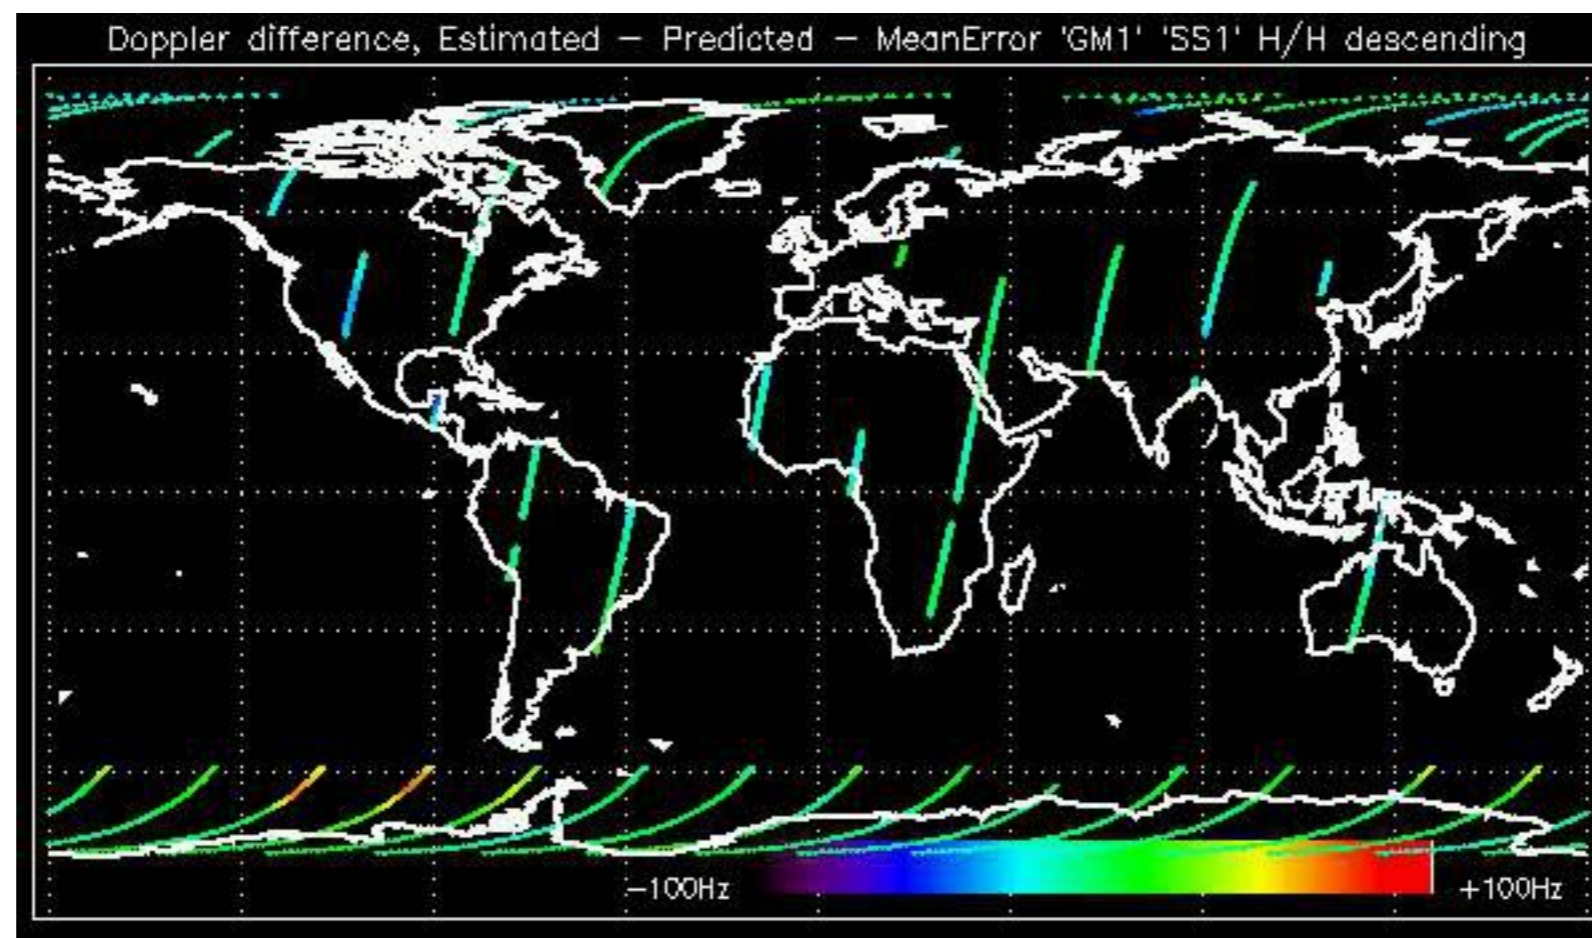 Doppler difference, Estimated – Predicted – MeanError 'GM1' 'SS1' H/H descending
–100Hz +100Hz